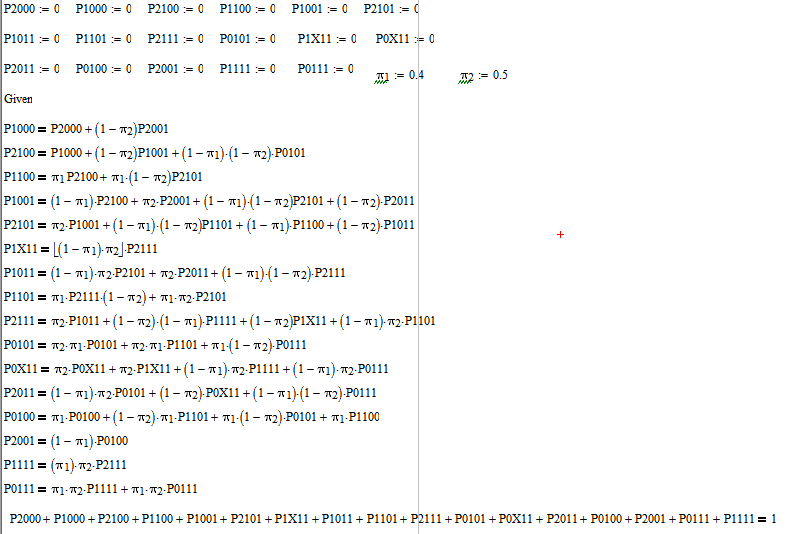 P2000 := 0 P1000 := 0 P2100 := 0 P1100 := 0 P1001 := 0 P2101 := 0
P1011 := 0 P1101 := 0 P2111 := 0 P0101 := 0 P1X11 := 0 P0X11 := 0
P2011 := 0 P0100 := 0 P2001 := 0 P1111 := 0 P0111 := 0 π1 := 0.4 π2 := 0.5
Given
P1000 = P2000 + (1 − π2)P2001
P2100 = P1000 + (1 − π2)P1001 + (1 − π1)·(1 − π2)·P0101
P1100 = π1 P2100 + π1·(1 − π2)P2101
P1001 = (1 − π1)·P2100 + π2·P2001 + (1 − π1)·(1 − π2)P2101 + (1 − π2)·P2011
P2101 = π2·P1001 + (1 − π1)·(1 − π2)P1101 + (1 − π1)·P1100 + (1 − π2)·P1011
P1X11 = ⌊(1 − π1)·π2⌋·P2111
P1011 = (1 − π1)·π2·P2101 + π2·P2011 + (1 − π1)·(1 − π2)·P2111
P1101 = π1·P2111·(1 − π2) + π1·π2·P2101
P2111 = π2·P1011 + (1 − π2)·(1 − π1)·P1111 + (1 − π2)P1X11 + (1 − π1)·π2·P1101
P0101 = π2·π1·P0101 + π2·π1·P1101 + π1·(1 − π2)·P0111
P0X11 = π2·P0X11 + π2·P1X11 + (1 − π1)·π2·P1111 + (1 − π1)·π2·P0111
P2011 = (1 − π1)·π2·P0101 + (1 − π2)·P0X11 + (1 − π1)·(1 − π2)·P0111
P0100 = π1·P0100 + (1 − π2)·π1·P1101 + π1·(1 − π2)·P0101 + π1·P1100
P2001 = (1 − π1)·P0100
P1111 = (π1)·π2·P2111
P0111 = π1·π2·P1111 + π1·π2·P0111
P2000 + P1000 + P2100 + P1100 + P1001 + P2101 + P1X11 + P1011 + P1101 + P2111 + P0101 + P0X11 + P2011 + P0100 + P2001 + P0111 + P1111 = 1